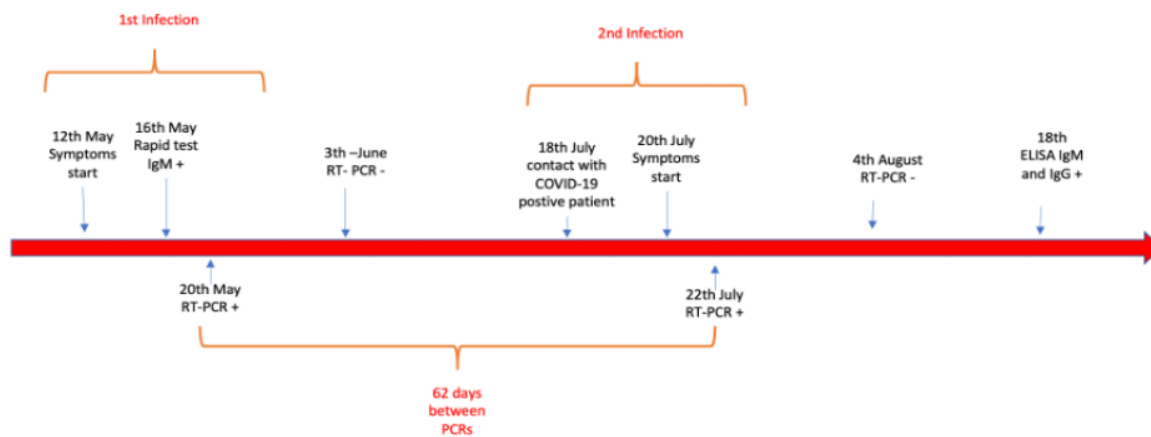 1st Infection
2nd Infection
12th May
Symptoms
start
16th May
Rapid test
IgM +
3th –June
RT- PCR -
18th July
contact with
COVID-19
postive patient
20th July
Symptoms
start
4th August
RT-PCR -
18th
ELISA IgM
and IgG +
20th May
RT-PCR +
22th July
RT-PCR +
62 days
between
PCRs